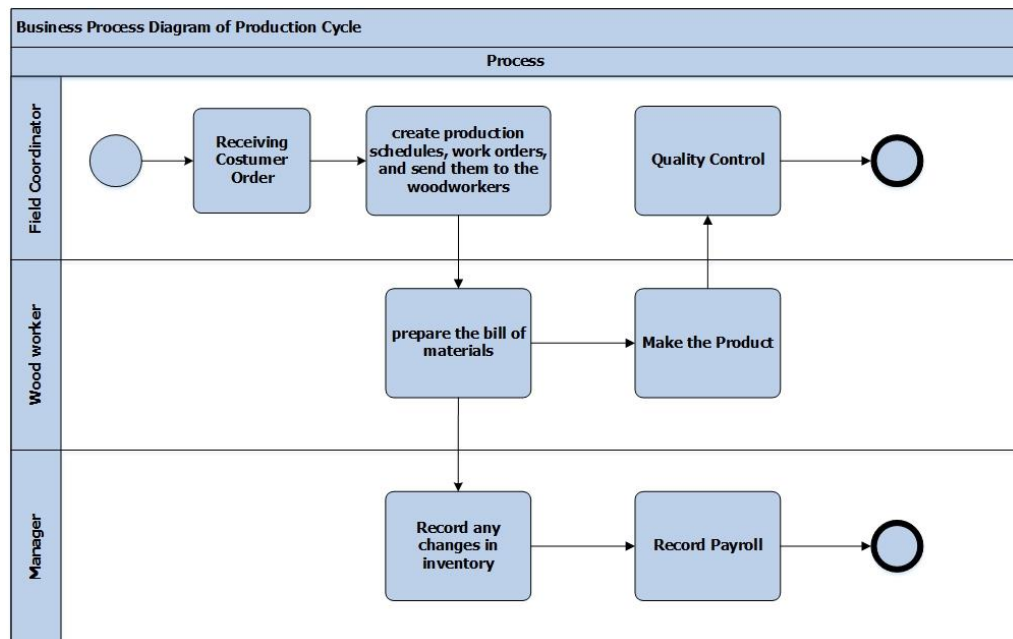 Business Process Diagram of Production Cycle
Process
Field Coordinator
Receiving
Costumer
Order
create production
schedules, work orders,
and send them to the
woodworkers
Quality Control
Wood worker
prepare the bill of
materials
Make the Product
Manager
Record any
changes in
inventory
Record Payroll